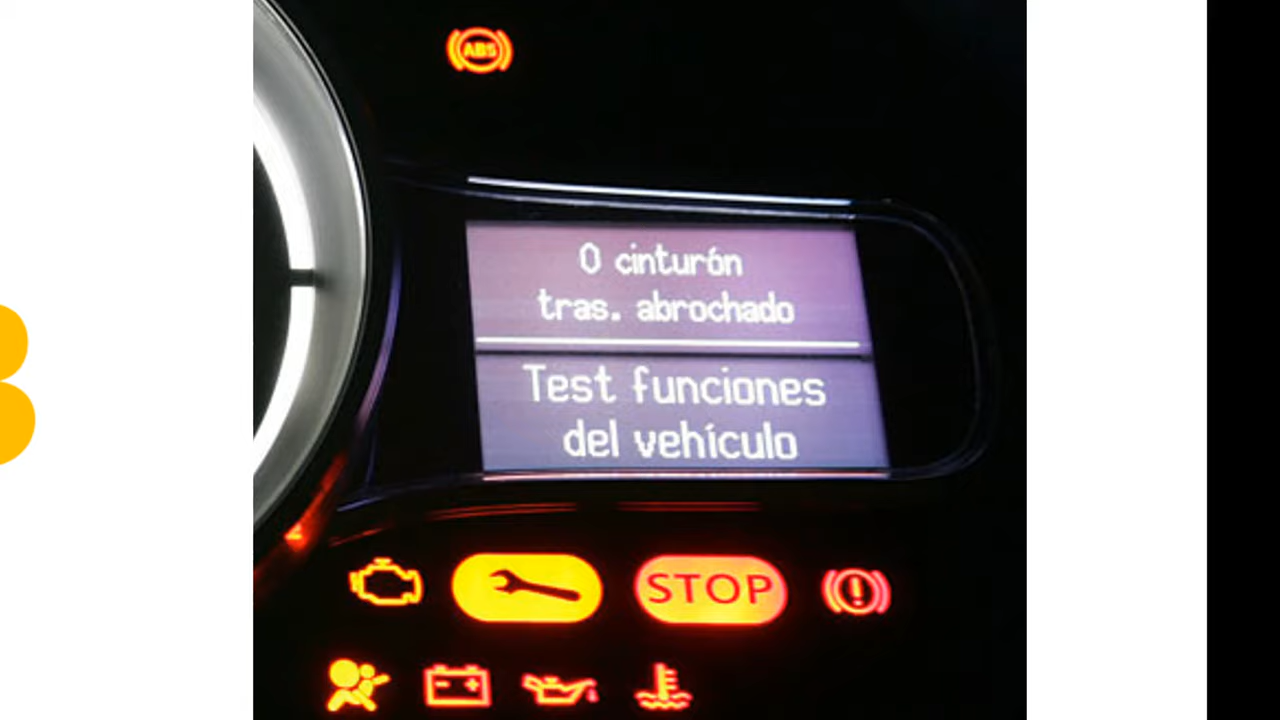 ABS
0 cinturón
tras. abrochado
Test funciones
del vehículo
STOP